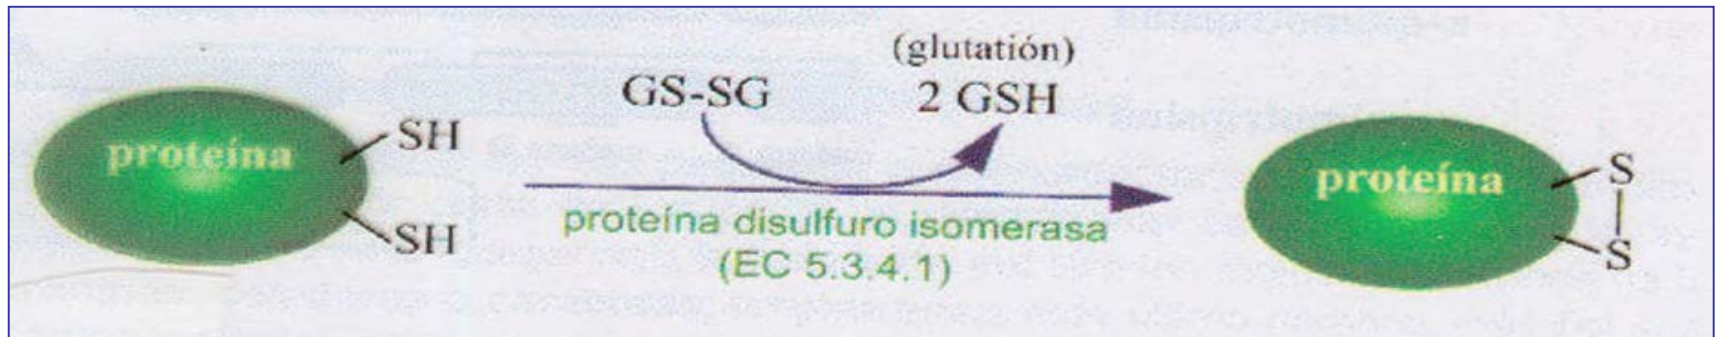 (glutatión)
GS-SG
2 GSH
proteína
SH
SH
proteína disulfuro isomerasa
(EC 5.3.4.1)
proteína
S
S